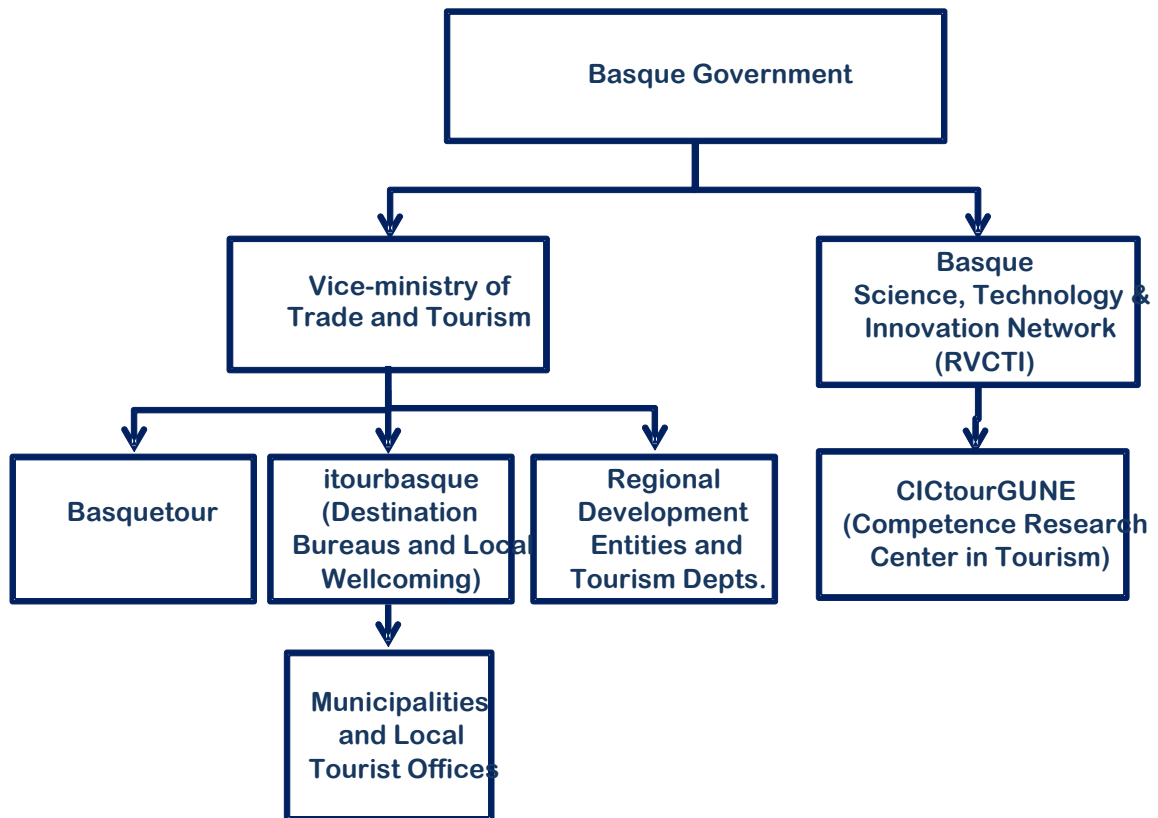 Basque Government
Vice-ministry of
Trade and Tourism
Basque
Science, Technology &
Innovation Network
(RVCTI)
Basquetour
itourbasque
(Destination
Bureaus and Local
Wellcoming)
Regional
Development
Entities and
Tourism Depts.
CICtourGUNE
(Competence Research
Center in Tourism)
Municipalities
and Local
Tourist Offices